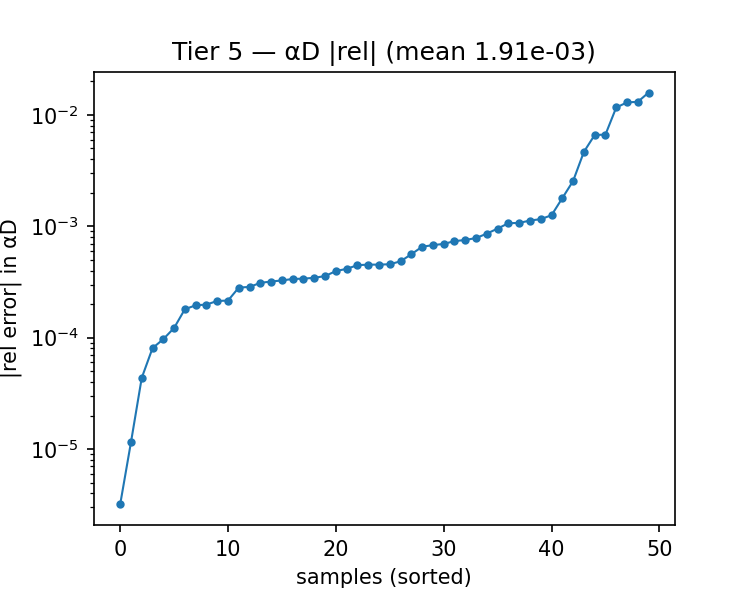 Tier 5 — αD |rel| (mean 1.91e-03)
|rel error| in αD
10⁻²
10⁻³
10⁻⁴
10⁻⁵
0 10 20 30 40 50
samples (sorted)